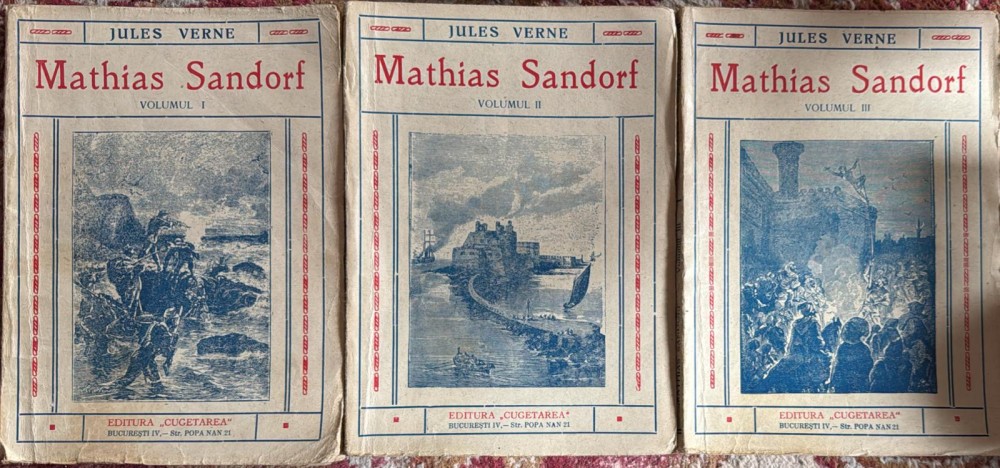 JULES VERNE
Mathias Sandorf
VOLUMUL I
EDITURA „CUGETAREA"
BUCUREȘTI IV,— Str. POPA NAN 21
JULES VERNE
Mathias Sandorf
VOLUMUL II
EDITURA „CUGETAREA"
BUCUREȘTI IV,— Str. POPA NAN 21
JULES VERNE
Mathias Sandorf
VOLUMUL III
EDITURA „CUGETAREA"
BUCUREȘTI IV,— Str. POPA NAN 21